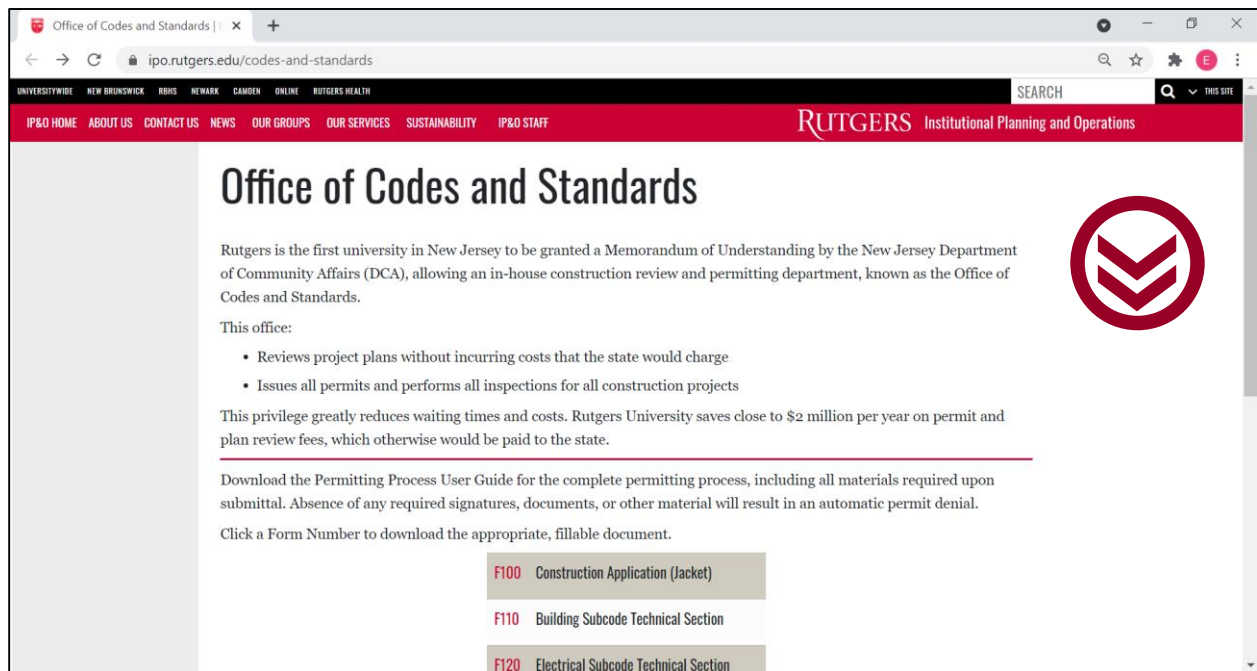 Office of Codes and Standards | 
ipo.rutgers.edu/codes-and-standards
E
UNIVERSITYWIDE NEW BRUNSWICK RBHS NEWARK CAMDEN ONLINE RUTGERS HEALTH
SEARCH
THIS SITE
IP&O HOME ABOUT US CONTACT US NEWS OUR GROUPS OUR SERVICES SUSTAINABILITY IP&O STAFF
RUTGERS Institutional Planning and Operations
Office of Codes and Standards
Rutgers is the first university in New Jersey to be granted a Memorandum of Understanding by the New Jersey Department
of Community Affairs (DCA), allowing an in-house construction review and permitting department, known as the Office of
Codes and Standards.
This office:
• Reviews project plans without incurring costs that the state would charge
• Issues all permits and performs all inspections for all construction projects
This privilege greatly reduces waiting times and costs. Rutgers University saves close to $2 million per year on permit and
plan review fees, which otherwise would be paid to the state.
Download the Permitting Process User Guide for the complete permitting process, including all materials required upon
submittal. Absence of any required signatures, documents, or other material will result in an automatic permit denial.
Click a Form Number to download the appropriate, fillable document.
F100 Construction Application (Jacket)
F110 Building Subcode Technical Section
F120 Electrical Subcode Technical Section